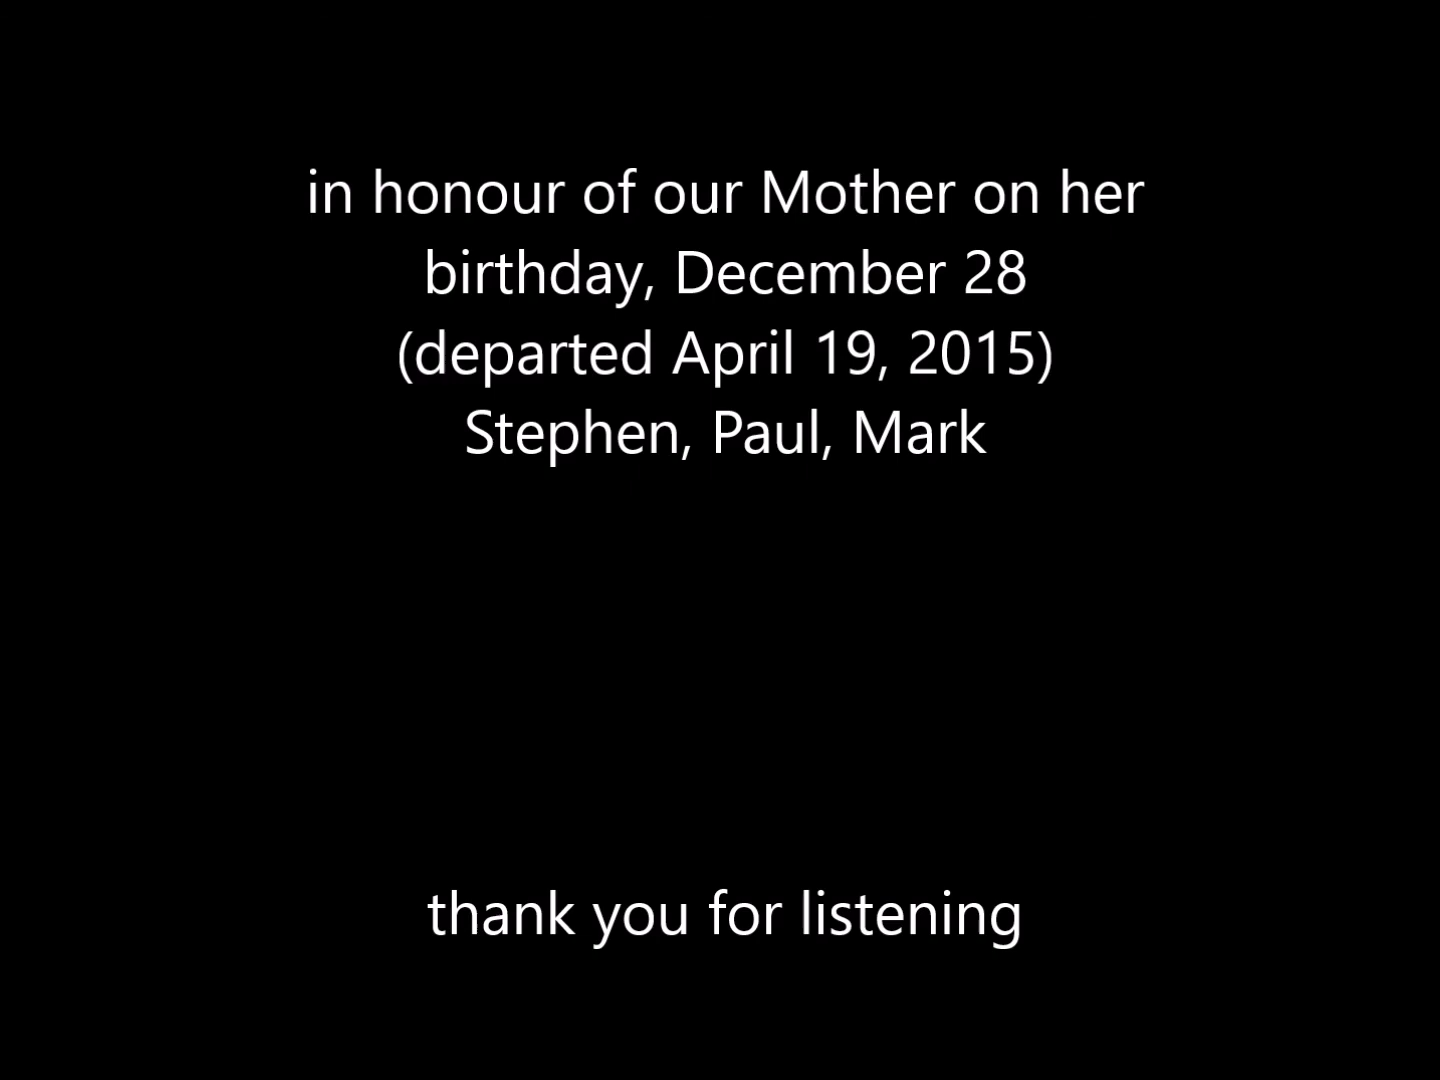 in honour of our Mother on her
birthday, December 28
(departed April 19, 2015)
Stephen, Paul, Mark
thank you for listening